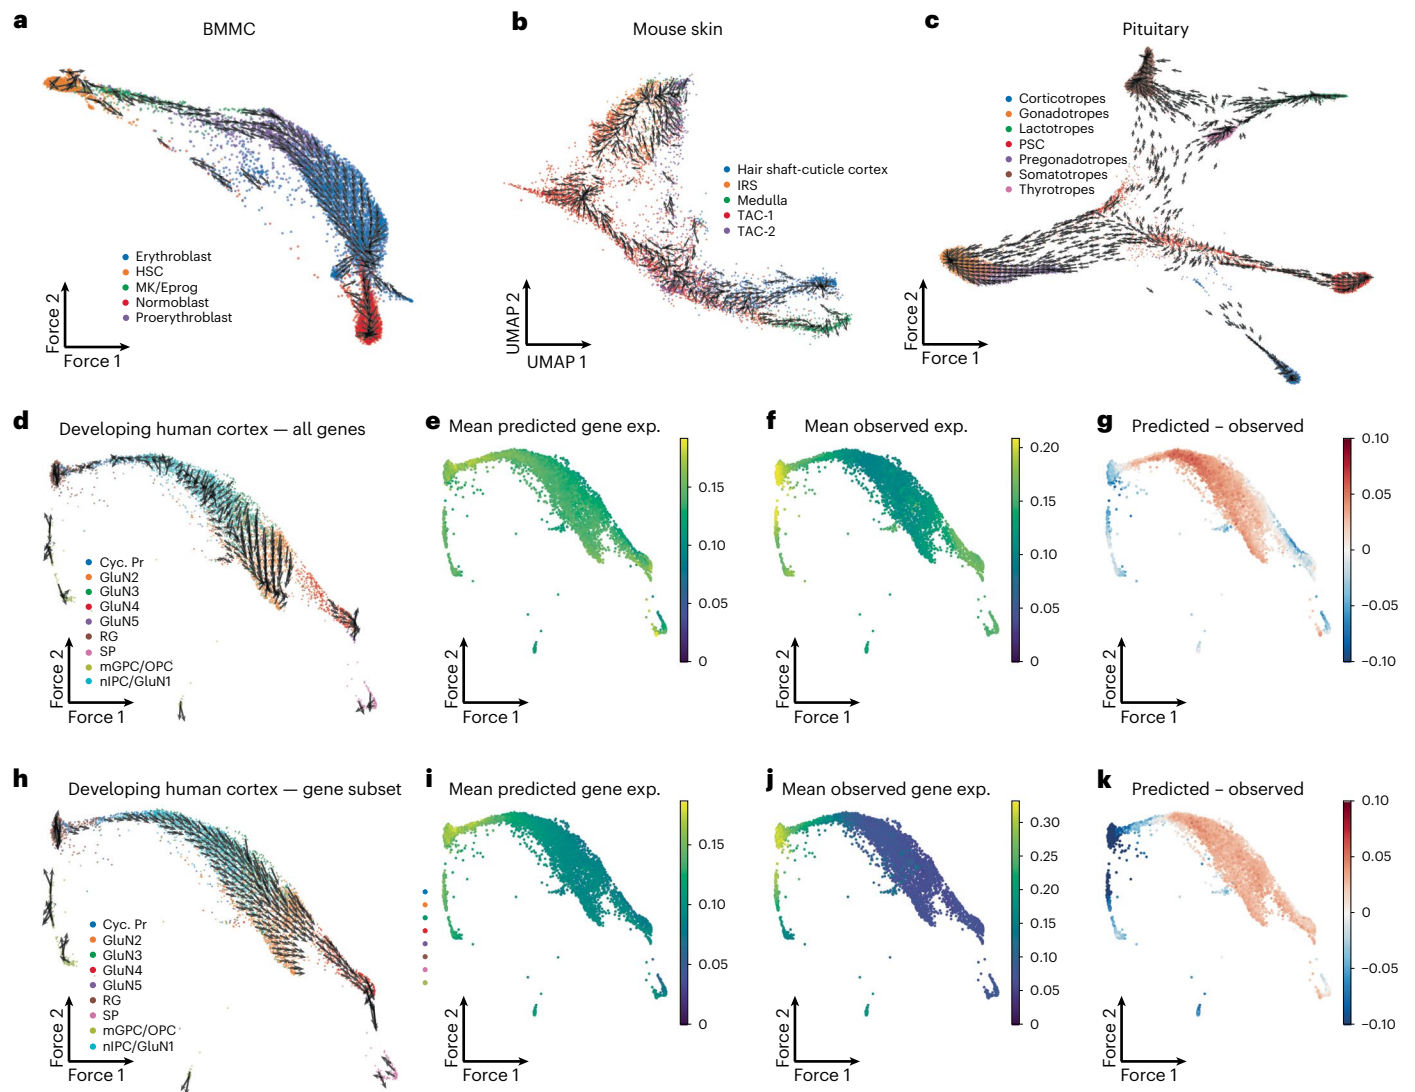 a
BMMC
Erythroblast
HSC
MK/Eprog
Normoblast
Proerythroblast
Force 2
Force 1
b
Mouse skin
Hair shaft-cuticle cortex
IRS
Medulla
TAC-1
TAC-2
UMAP 2
UMAP 1
c
Pituitary
Corticotropes
Gonadotropes
Lactotropes
PSC
Pregonadotropes
Somatotropes
Thyrotropes
Force 2
Force 1
d
Developing human cortex — all genes
Cyc. Pr
GluN2
GluN3
GluN4
GluN5
RG
SP
mGPC/OPC
nIPC/GluN1
Force 2
Force 1
e
Mean predicted gene exp.
0.15
0.10
0.05
0
Force 2
Force 1
f
Mean observed exp.
0.20
0.15
0.10
0.05
0
Force 2
Force 1
g
Predicted – observed
0.10
0.05
0
−0.05
−0.10
Force 2
Force 1
h
Developing human cortex — gene subset
Cyc. Pr
GluN2
GluN3
GluN4
GluN5
RG
SP
mGPC/OPC
nIPC/GluN1
Force 2
Force 1
i
Mean predicted gene exp.
0.15
0.10
0.05
0
Force 2
Force 1
j
Mean observed gene exp.
0.30
0.25
0.20
0.15
0.10
0.05
0
Force 2
Force 1
k
Predicted – observed
0.10
0.05
0
−0.05
−0.10
Force 2
Force 1